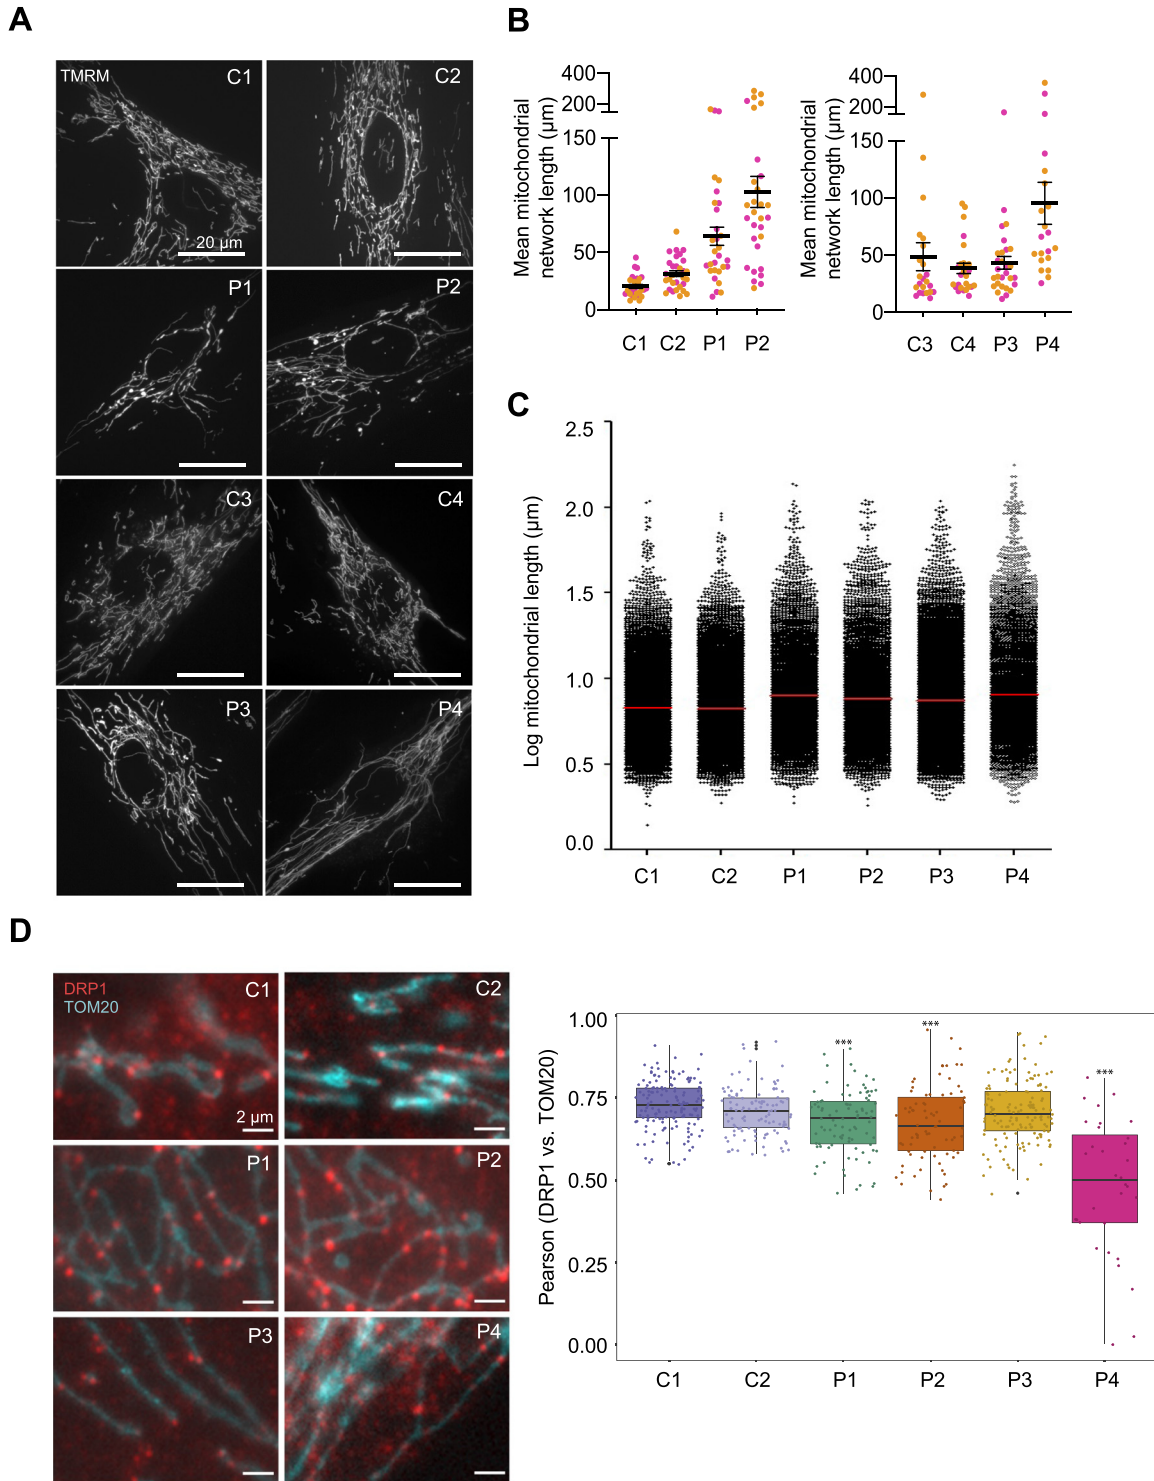 A
TMRM
C1
C2
20 µm
P1
P2
C3
C4
P3
P4
B
Mean mitochondrial
network length (µm)
400
200
150
100
50
0
C1
C2
P1
P2
Mean mitochondrial
network length (µm)
400
200
150
100
50
0
C3
C4
P3
P4
C
Log mitochondrial length (µm)
2.5
2.0
1.5
1.0
0.5
0.0
C1
C2
P1
P2
P3
P4
D
DRP1
TOM20
C1
C2
2 µm
P1
P2
P3
P4
Pearson (DRP1 vs. TOM20)
1.00
0.75
0.50
0.25
0.00
***
***
***
C1
C2
P1
P2
P3
P4